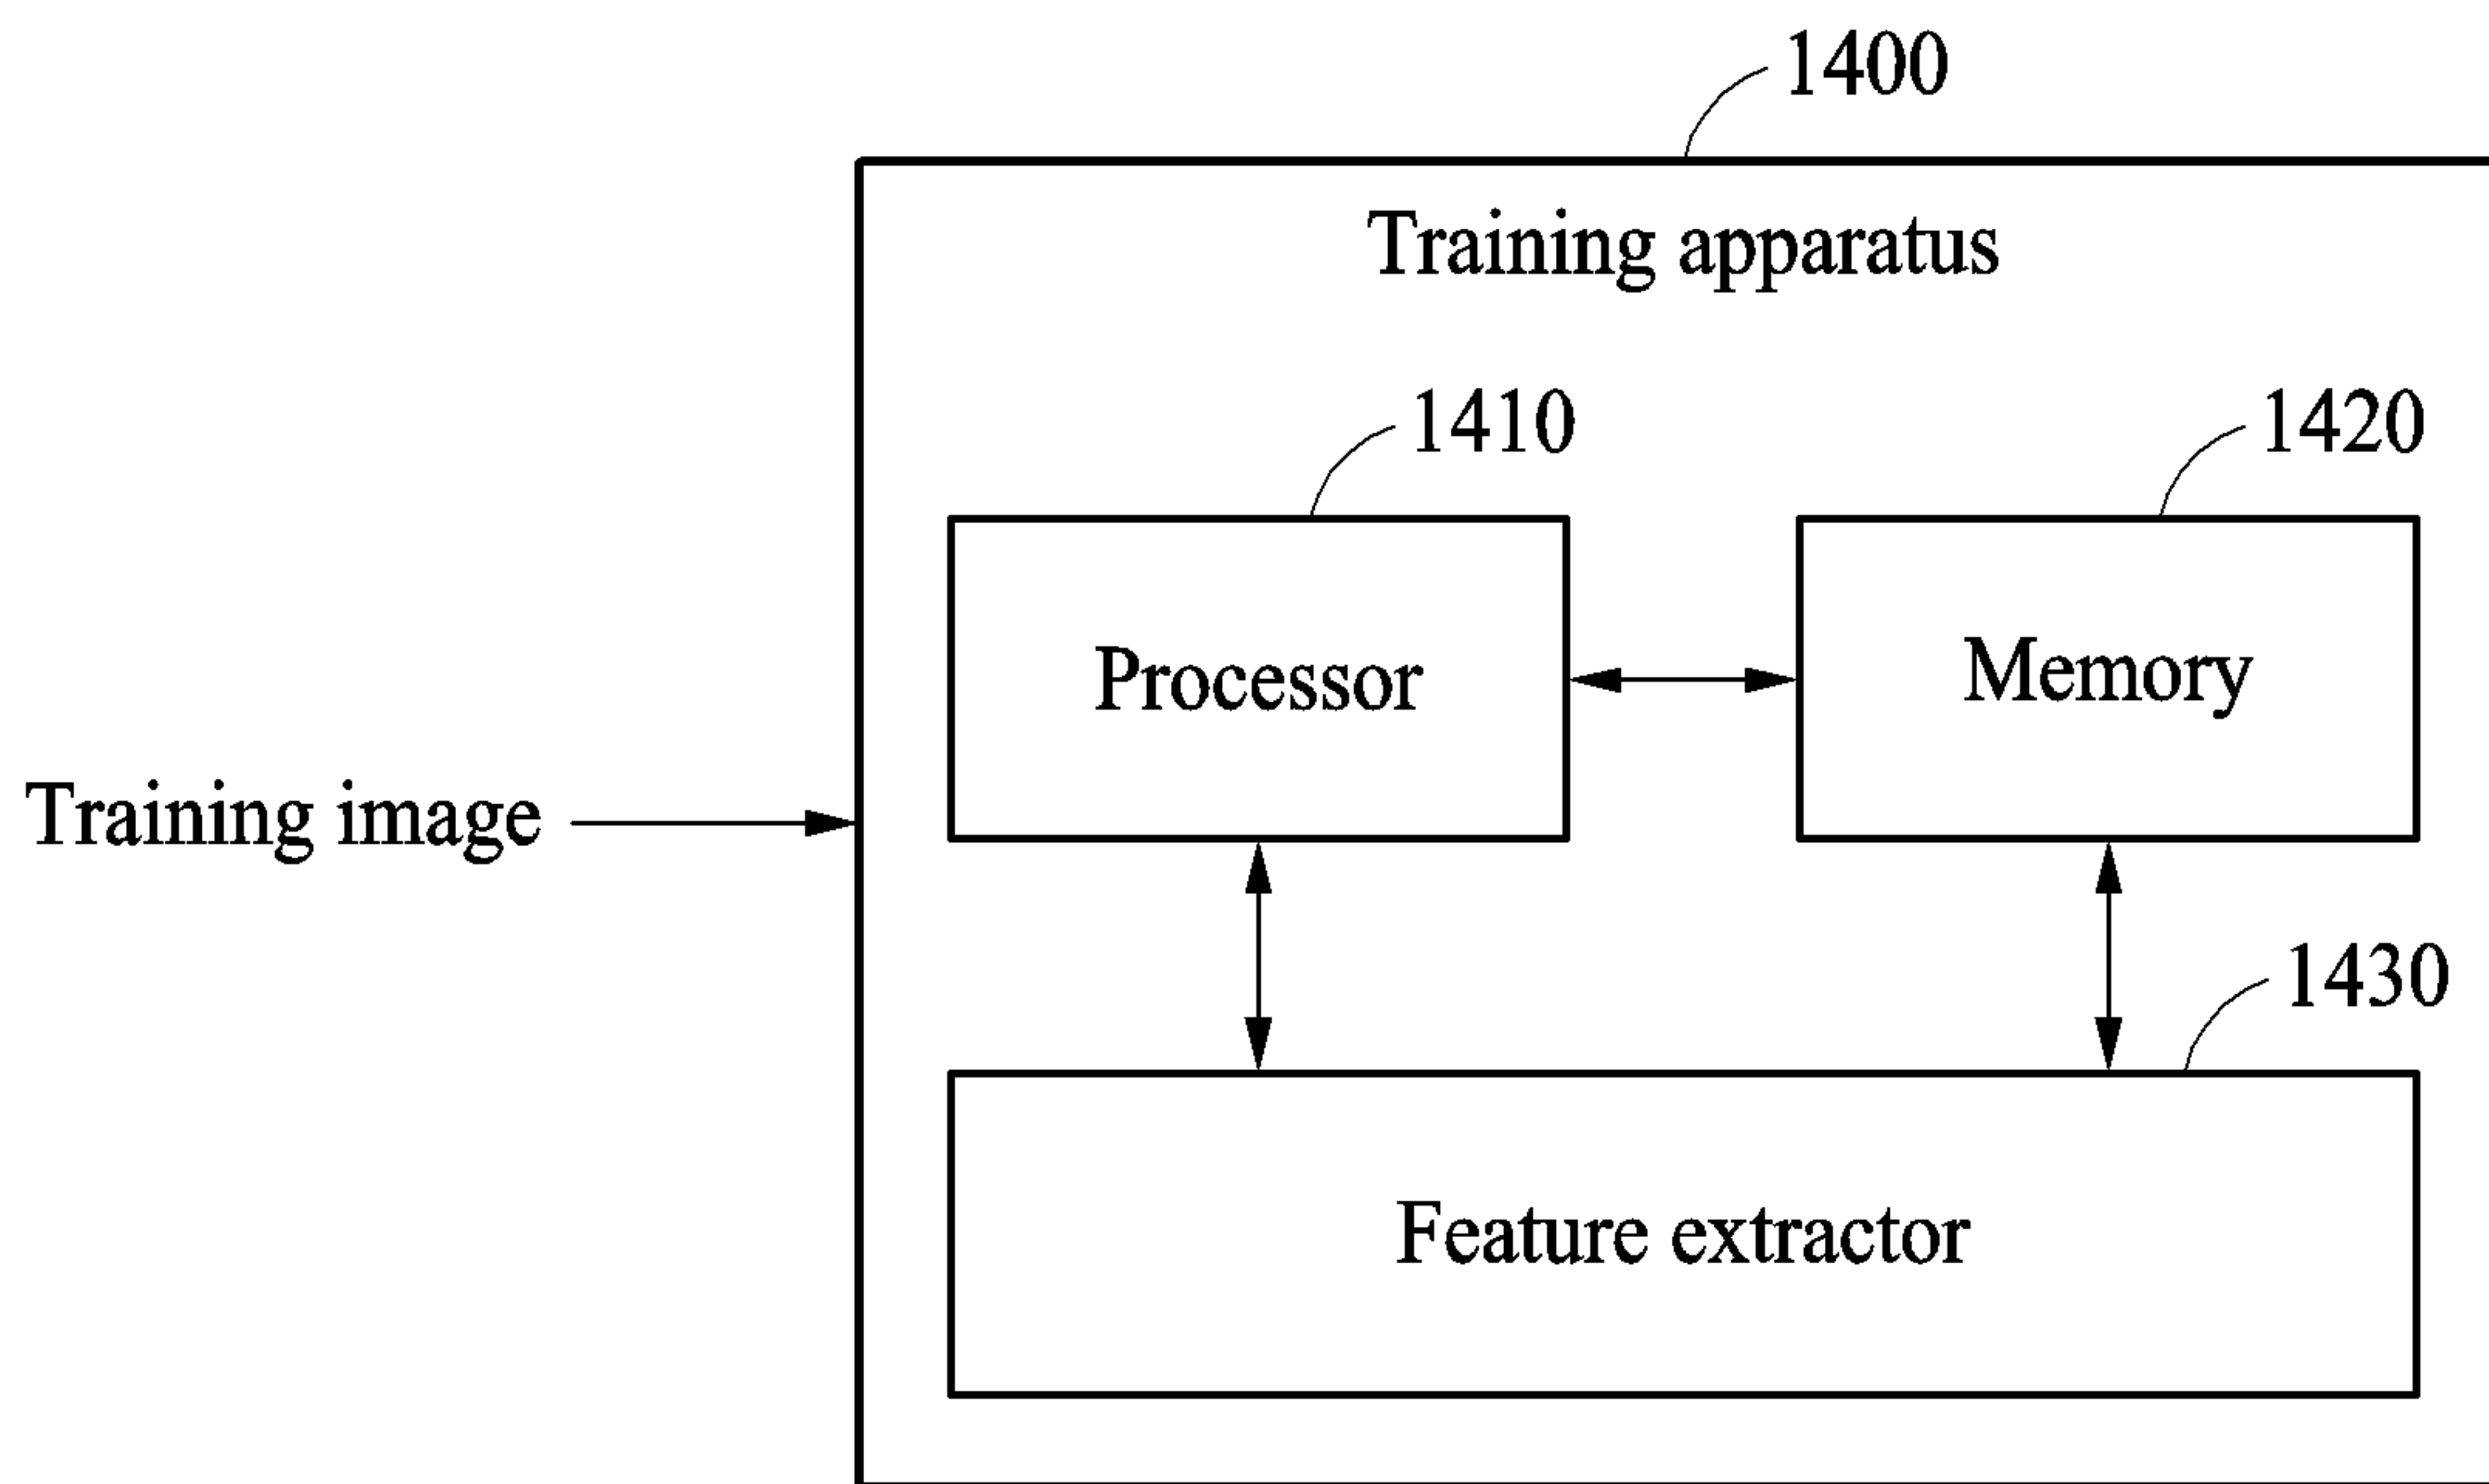 1400
Training apparatus
1410
1420
Processor
Memory
Training image
1430
Feature extractor